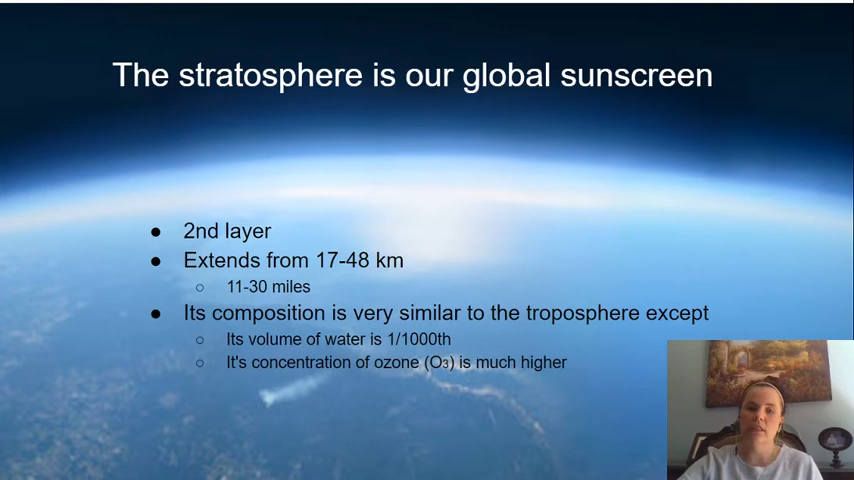 The stratosphere is our global sunscreen
● 2nd layer
● Extends from 17-48 km
○ 11-30 miles
● Its composition is very similar to the troposphere except
○ Its volume of water is 1/1000th
○ It's concentration of ozone (O3) is much higher